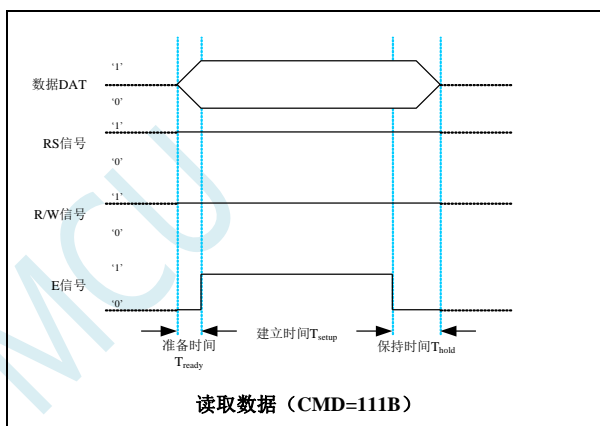 ‘1’
数据DAT
‘0’
‘1’
RS信号
‘0’
‘1’
R/W信号
‘0’
‘1’
E信号
‘0’
准备时间 建立时间Tsetup 保持时间Thold
Tready
读取数据（CMD=111B）
MCU